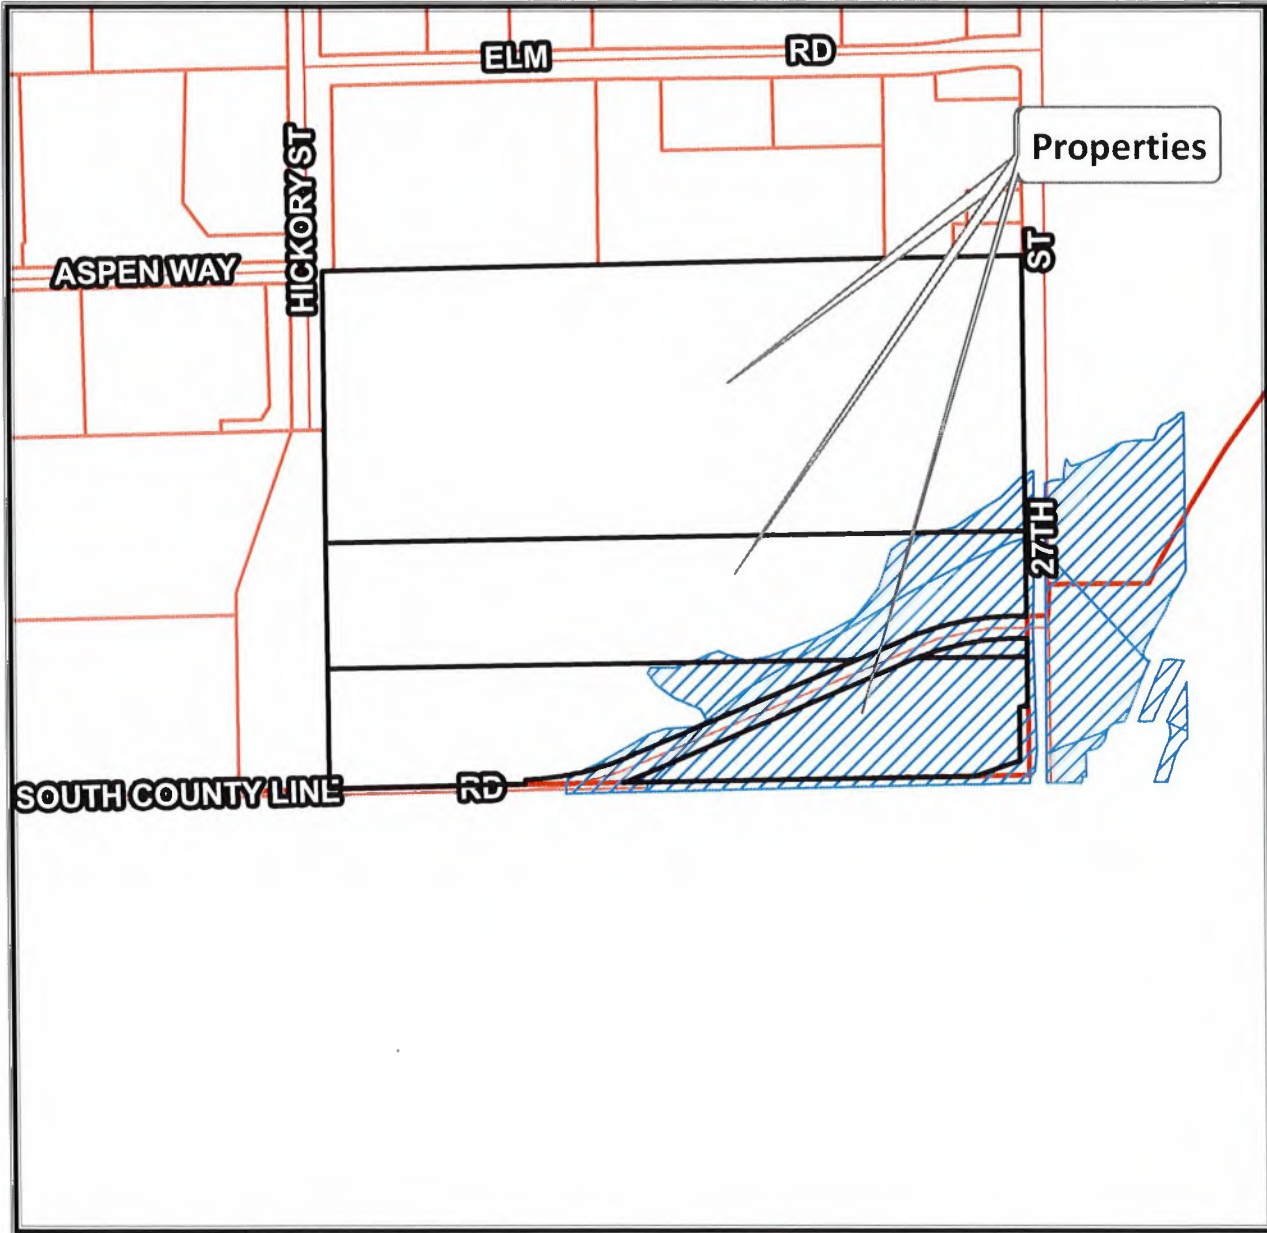 ELM RD
Properties
HICKORY ST
ASPEN WAY
27TH ST
SOUTH COUNTY LINE RD